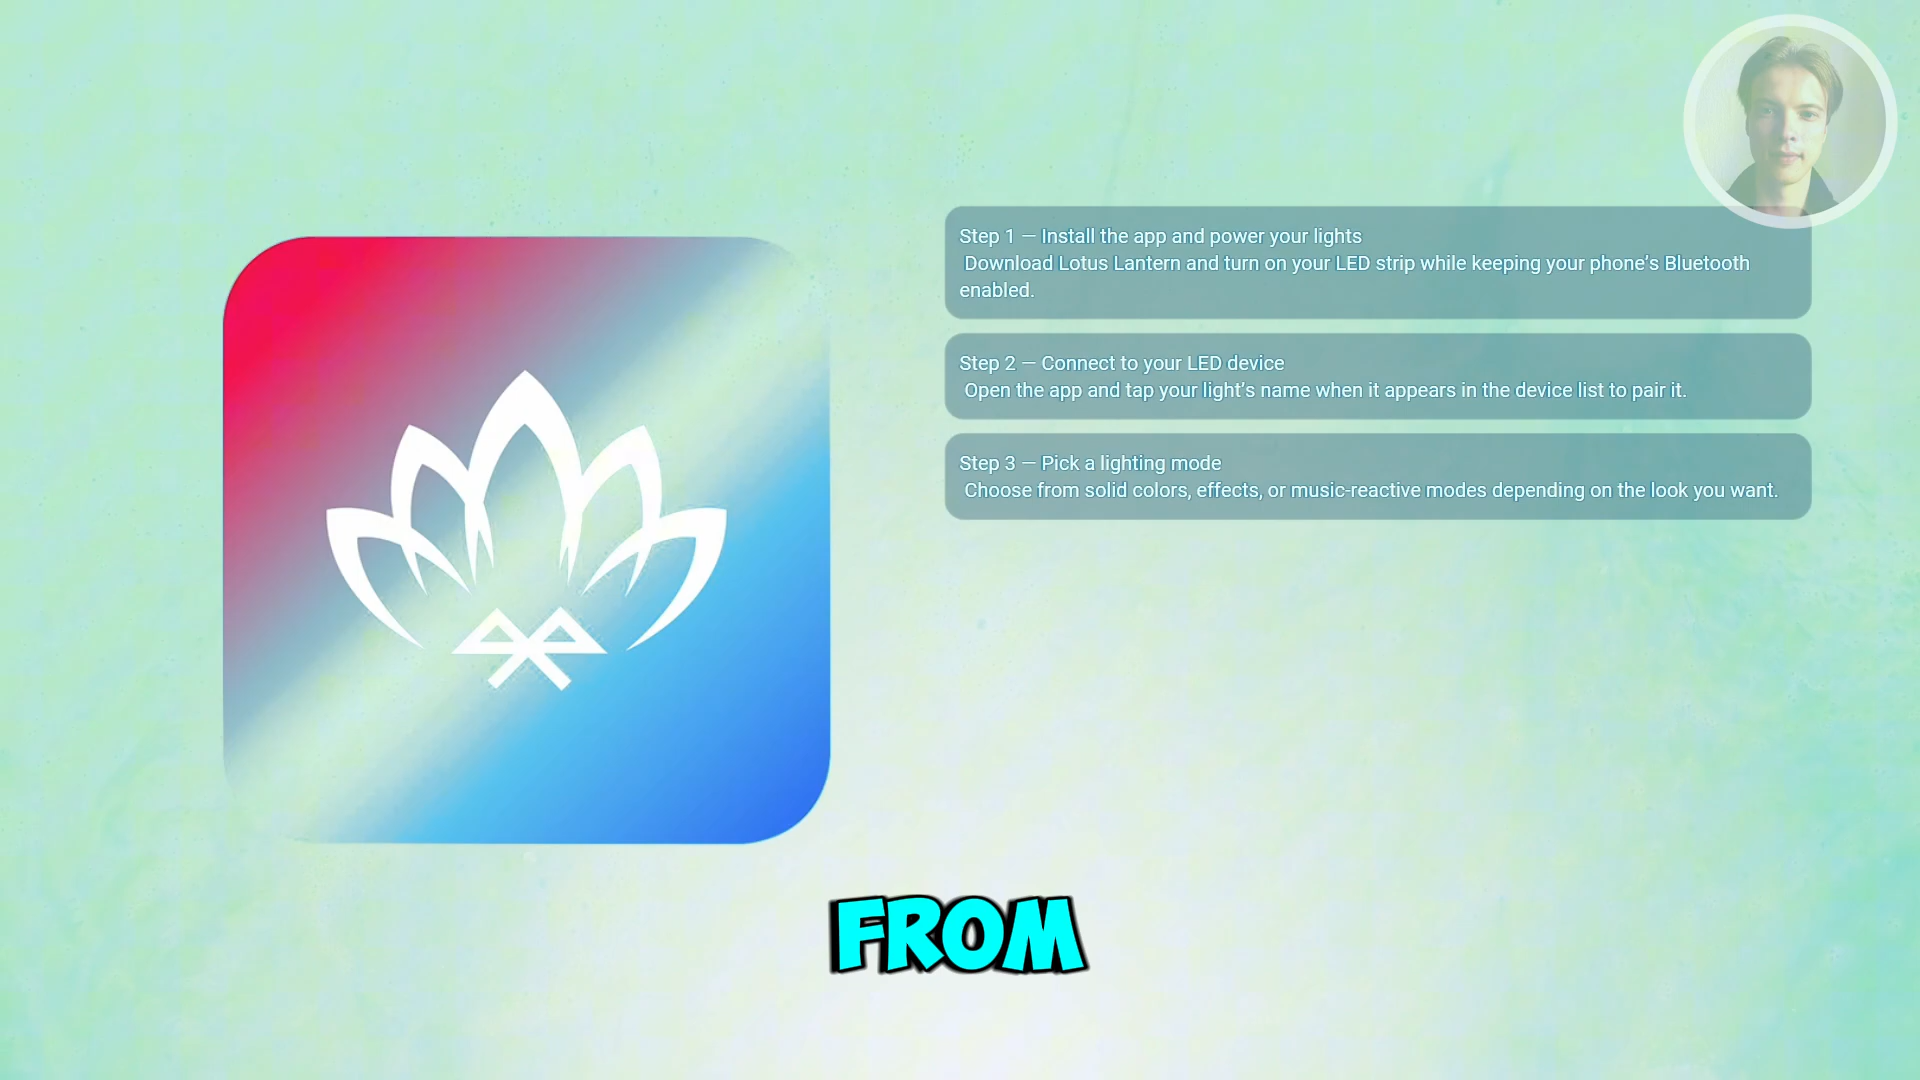 Step 1 — Install the app and power your lights
Download Lotus Lantern and turn on your LED strip while keeping your phone’s Bluetooth
enabled.
Step 2 — Connect to your LED device
Open the app and tap your light’s name when it appears in the device list to pair it.
Step 3 — Pick a lighting mode
Choose from solid colors, effects, or music-reactive modes depending on the look you want.
FROM